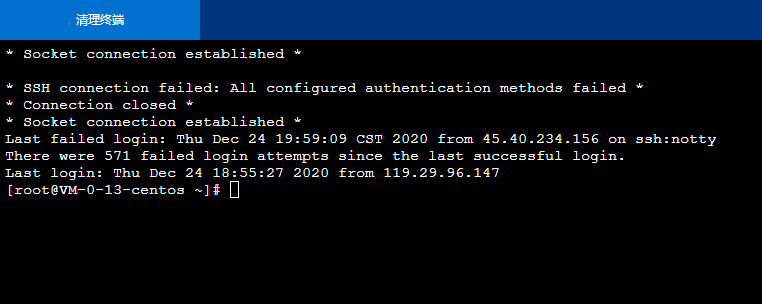 清理终端
* Socket connection established *
* SSH connection failed: All configured authentication methods failed *
* Connection closed *
* Socket connection established *
Last failed login: Thu Dec 24 19:59:09 CST 2020 from 45.40.234.156 on ssh:notty
There were 571 failed login attempts since the last successful login.
Last login: Thu Dec 24 18:55:27 2020 from 119.29.96.147
[root@VM-0-13-centos ~]#